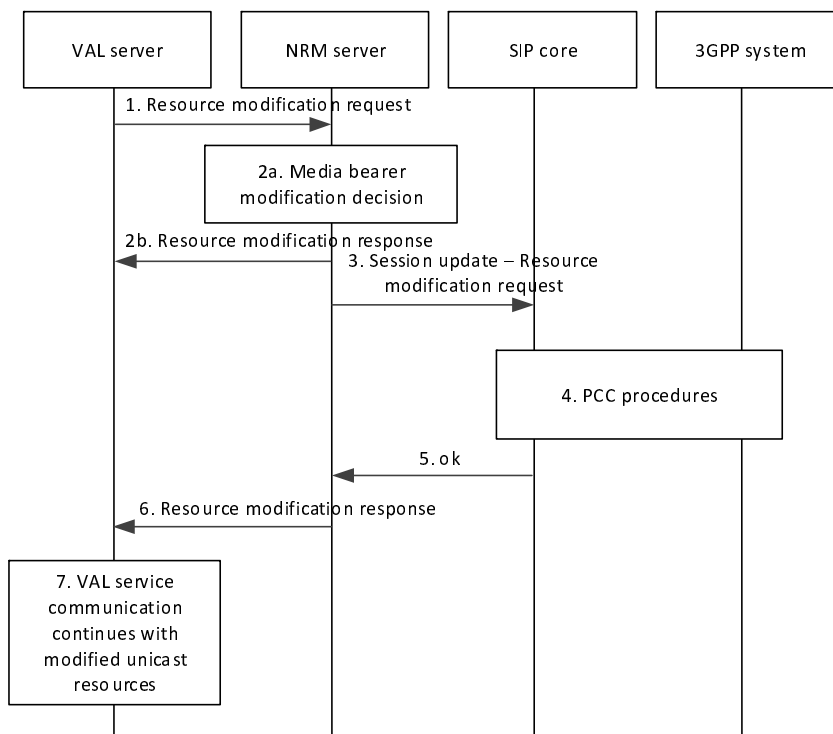 VAL server
NRM server
SIP core
3GPP system
1. Resource modification request
2a. Media bearer
modification decision
2b. Resource modification response
3. Session update – Resource
modification request
4. PCC procedures
5. ok
6. Resource modification response
7. VAL service
communication
continues with
modified unicast
resources